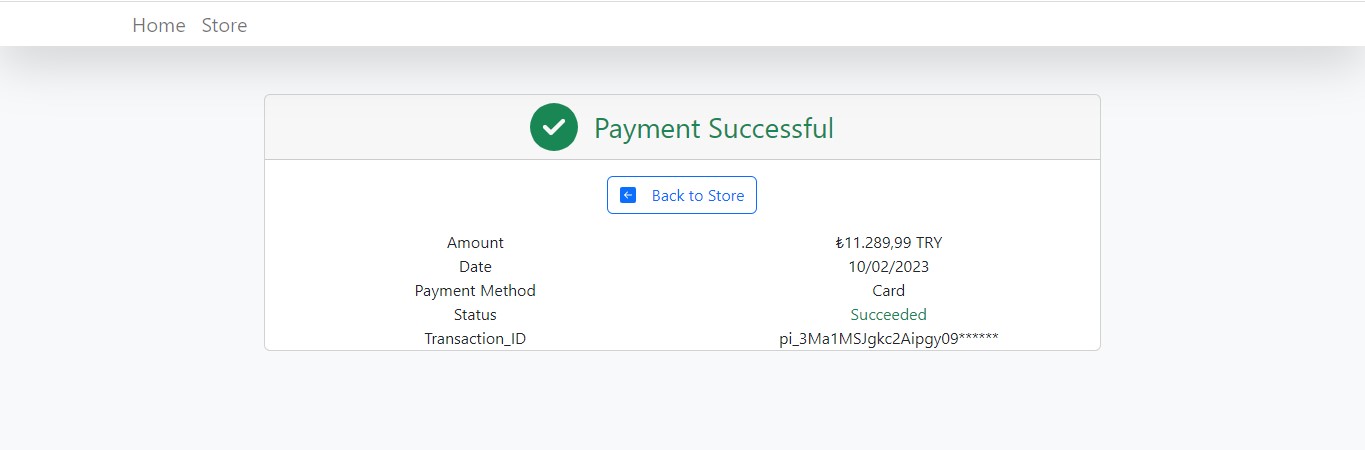 Home Store
Payment Successful
Back to Store
Amount ₺11.289,99 TRY
Date 10/02/2023
Payment Method Card
Status Succeeded
Transaction_ID pi_3Ma1MSJgkc2Aipgy09******